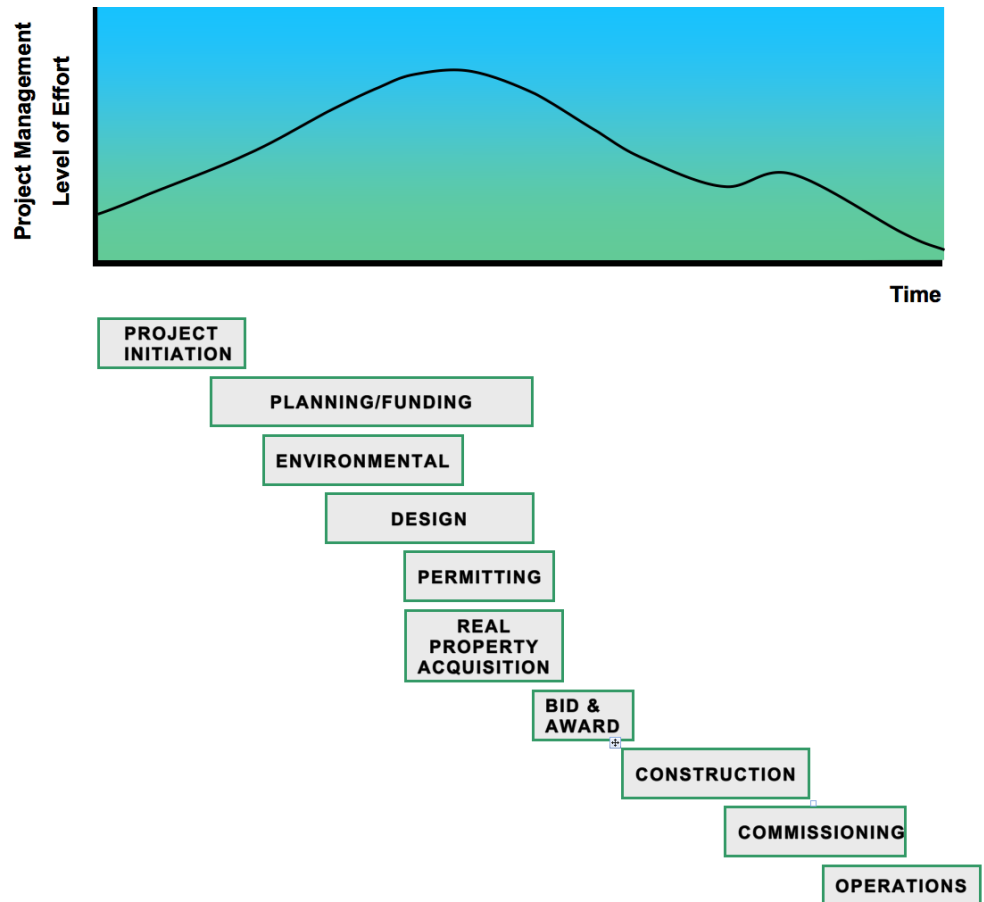 Project Management
Level of Effort
Time
PROJECT
INITIATION
PLANNING/FUNDING
ENVIRONMENTAL
DESIGN
PERMITTING
REAL
PROPERTY
ACQUISITION
BID &
AWARD
CONSTRUCTION
COMMISSIONING
OPERATIONS